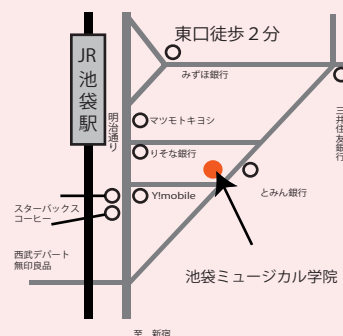 東口徒歩２分
JR池袋駅
みずほ銀行
明治通り
マツモトキヨシ
三井住友銀行
りそな銀行
とみん銀行
Y!mobile
スターバックス
コーヒー
西武デパート
無印良品
池袋ミュージカル学院
至　新宿